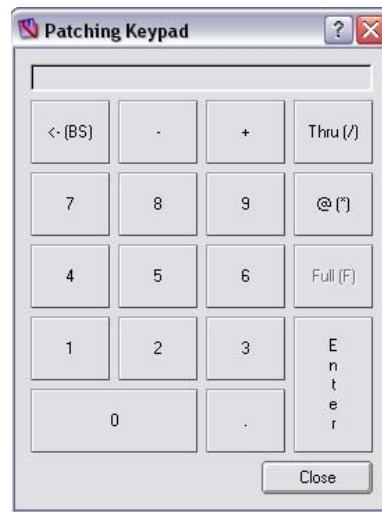 Patching Keypad ?
<- (BS) - + Thru (/)
7 8 9 @ (*)
4 5 6 Full (F)
1 2 3 Enter
0 .
Close